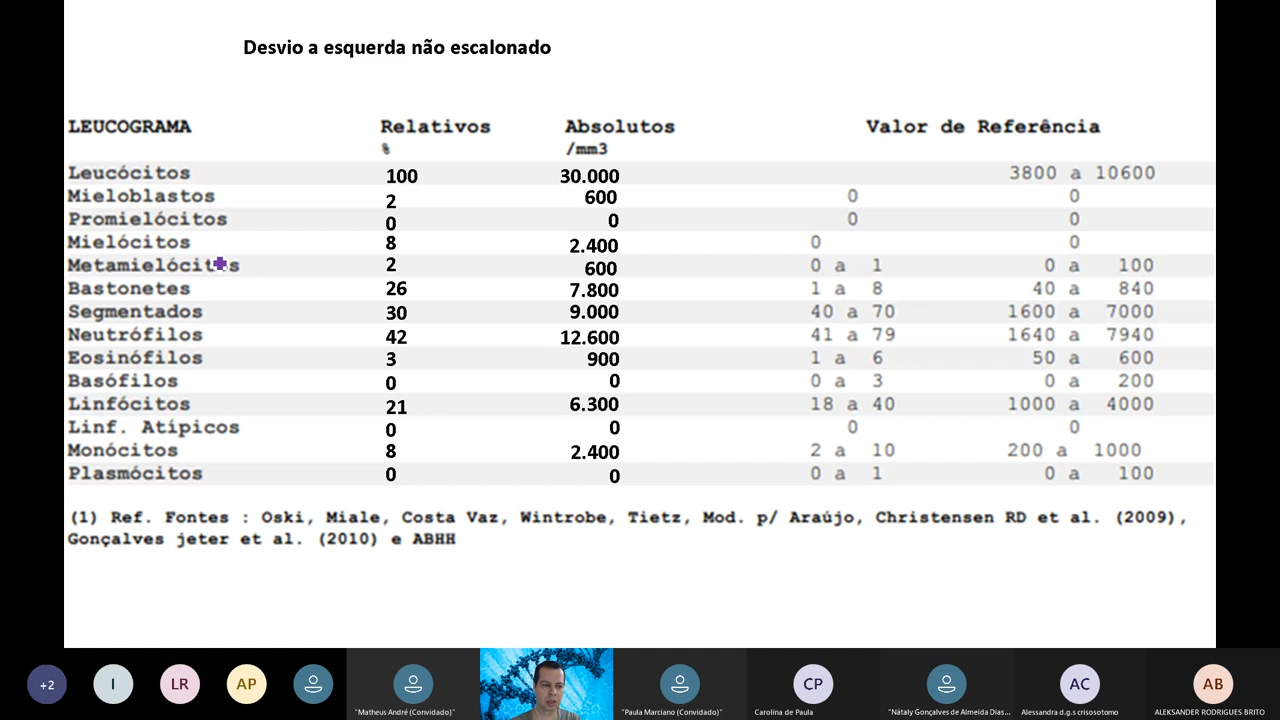 Desvio a esquerda não escalonado
LEUCOGRAMA Relativos Absolutos Valor de Referência
% /mm3
Leucócitos 100 30.000 3800 a 10600
Mieloblastos 2 600 0 0
Promielócitos 0 0 0 0
Mielócitos 8 2.400 0 0
Metamielócitos 2 600 0 a 1 0 a 100
Bastonetes 26 7.800 1 a 8 40 a 840
Segmentados 30 9.000 40 a 70 1600 a 7000
Neutrófilos 42 12.600 41 a 79 1640 a 7940
Eosinófilos 3 900 1 a 6 50 a 600
Basófilos 0 0 0 a 3 0 a 200
Linfócitos 21 6.300 18 a 40 1000 a 4000
Linf. Atípicos 0 0 0 0
Monócitos 8 2.400 2 a 10 200 a 1000
Plasmócitos 0 0 0 a 1 0 a 100
(1) Ref. Fontes : Oski, Miale, Costa Vaz, Wintrobe, Tietz, Mod. p/ Araújo, Christensen RD et al. (2009),
Gonçalves jeter et al. (2010) e ABHH
+2 I LR AP CP AC AB
"Matheus André (Convidado)" "Paula Marciano (Convidado)" Carolina de Paula "Nátaly Gonçalves de Almeida Dias... Alessandra d.g.s crisosotomo ALEKSANDER RODRIGUES BRITO